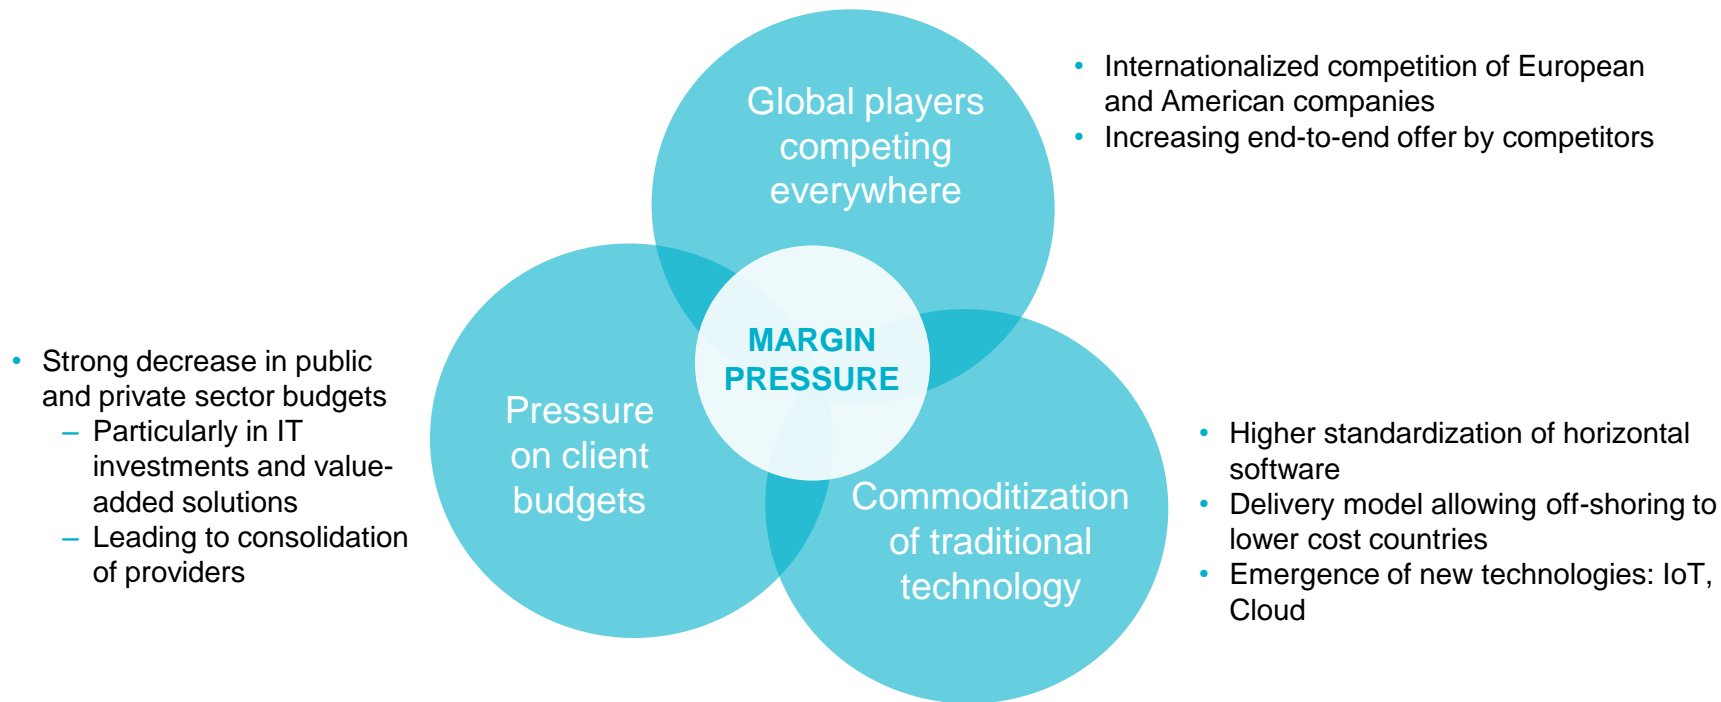 Global players
competing
everywhere
• Internationalized competition of European
and American companies
• Increasing end-to-end offer by competitors
MARGIN
PRESSURE
• Strong decrease in public
and private sector budgets
– Particularly in IT
investments and value-
added solutions
– Leading to consolidation
of providers
Pressure
on client
budgets
Commoditization
of traditional
technology
• Higher standardization of horizontal
software
• Delivery model allowing off-shoring to
lower cost countries
• Emergence of new technologies: IoT,
Cloud